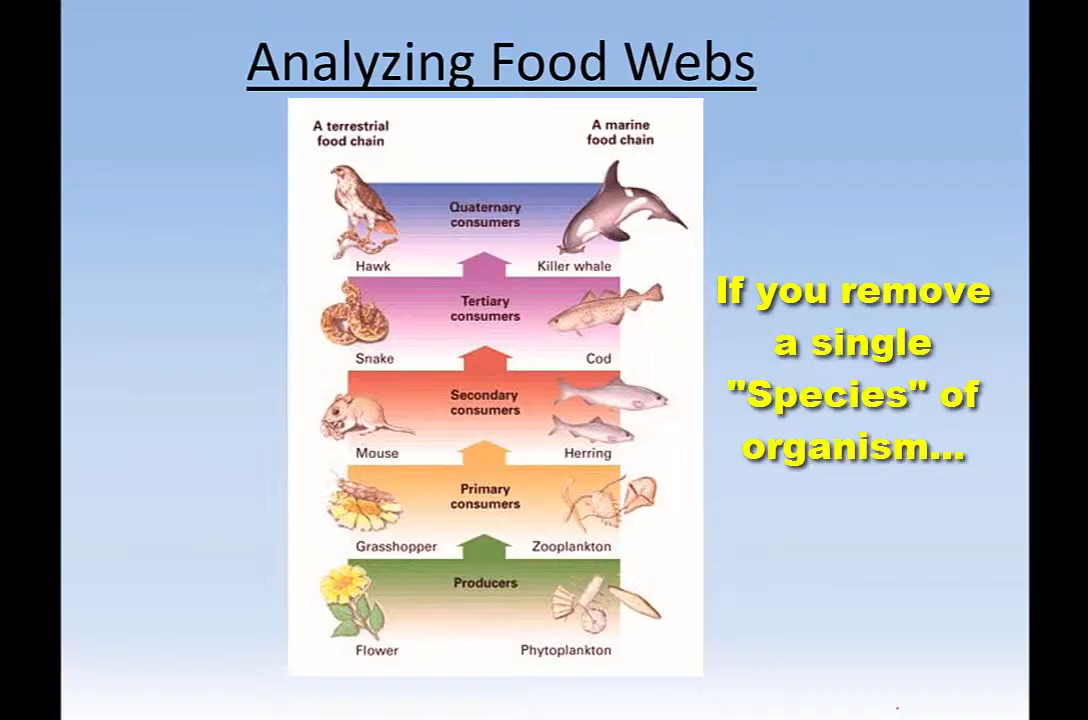 Analyzing Food Webs
A terrestrial
food chain
A marine
food chain
Quaternary
consumers
Hawk
Killer whale
Tertiary
consumers
Snake
Cod
Secondary
consumers
Mouse
Herring
Primary
consumers
Grasshopper
Zooplankton
Producers
Flower
Phytoplankton
If you remove
a single
"Species" of
organism...